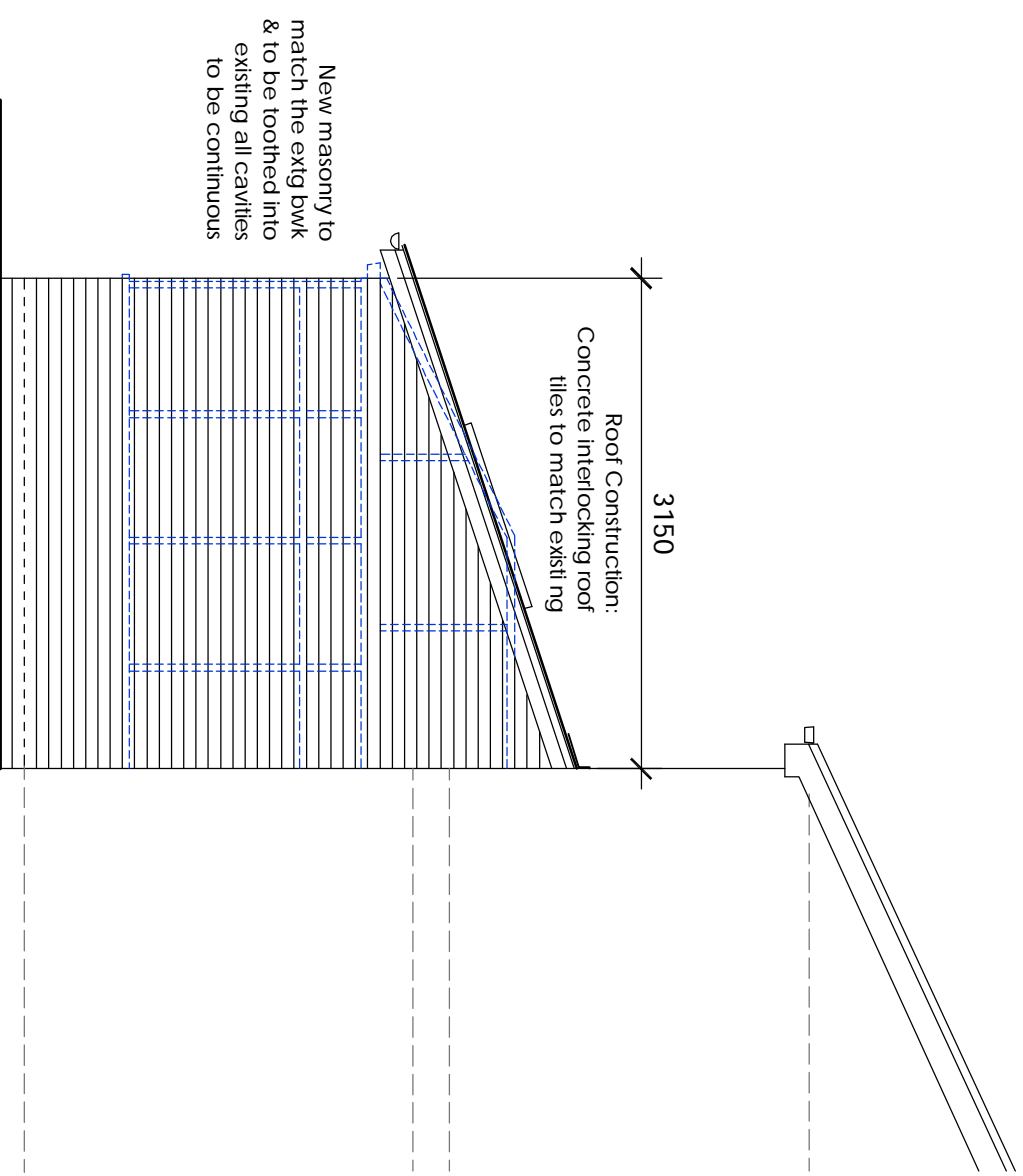 New masonry to
match the extg bwk
& to be toothed into
existing all cavities
to be continuous
Roof Construction:
Concrete interlocking roof
tiles to match existi ng
3150